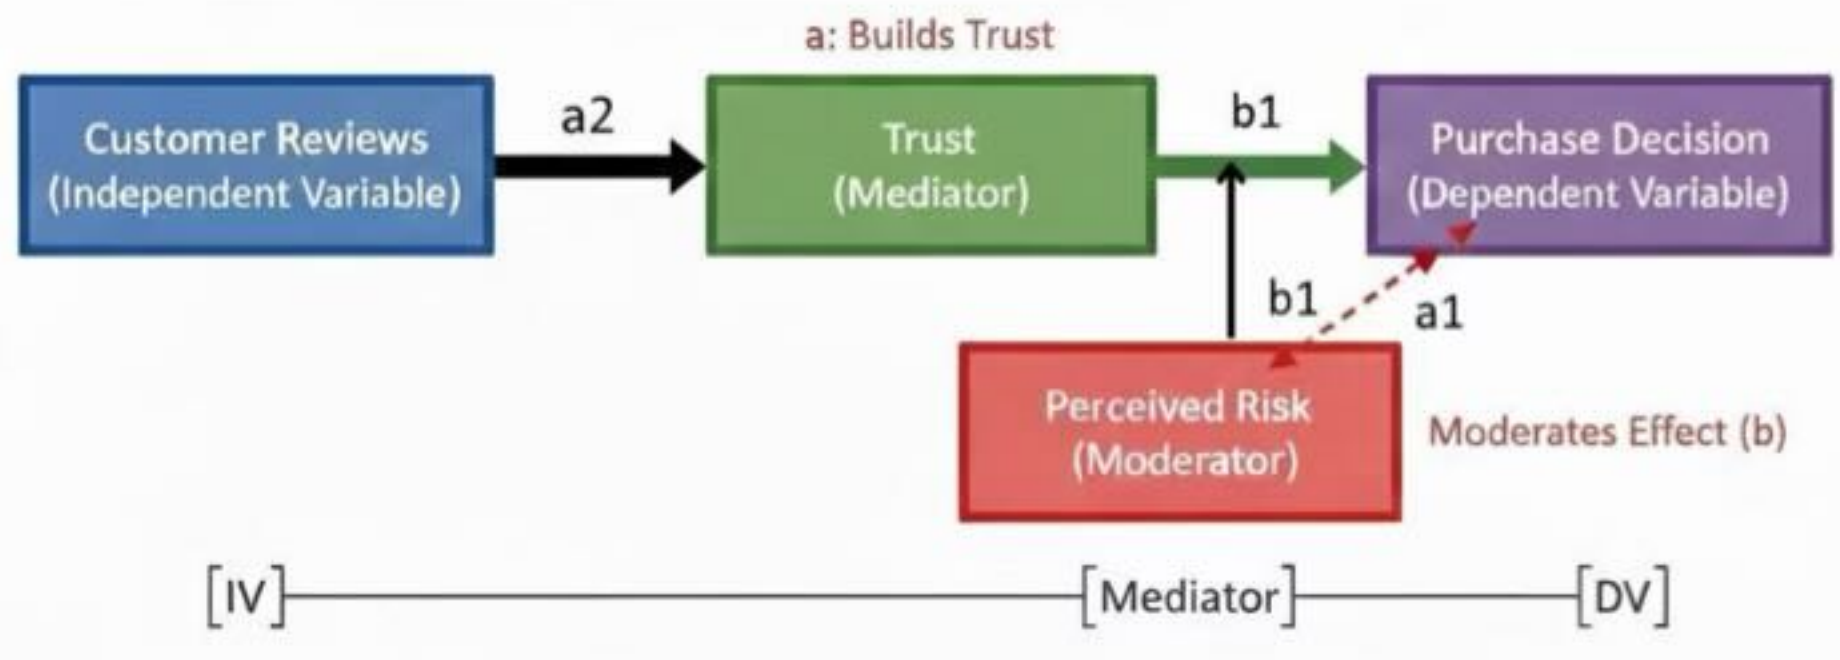 a: Builds Trust
Customer Reviews
(Independent Variable)
a2
Trust
(Mediator)
b1
Purchase Decision
(Dependent Variable)
b1
a1
Perceived Risk
(Moderator)
Moderates Effect (b)
[IV]
[Mediator]
[DV]